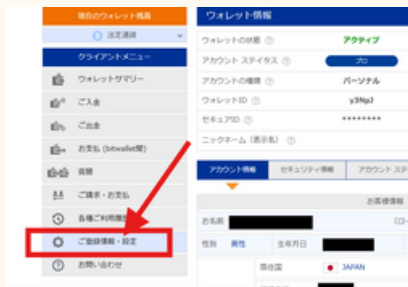 現在のウォレット残高
法定通貨
クライアントメニュー
ウォレットサマリー
ご入金
ご出金
お支払 (bitwallet間)
両替
ご請求・お支払
各種ご利用履歴
ご登録情報・設定
お問い合わせ
ウォレット情報
ウォレットの状態 アクティブ
アカウント ステイタス プロ
アカウントの種類 パーソナル
ウォレットID y3Np3
セキュアID ********
ニックネーム (表示名)
アカウント情報 セキュリティ情報 アカウント ステ
お客様情報
お名前 (ロー
性別 男性 生年月日
居住国 JAPAN